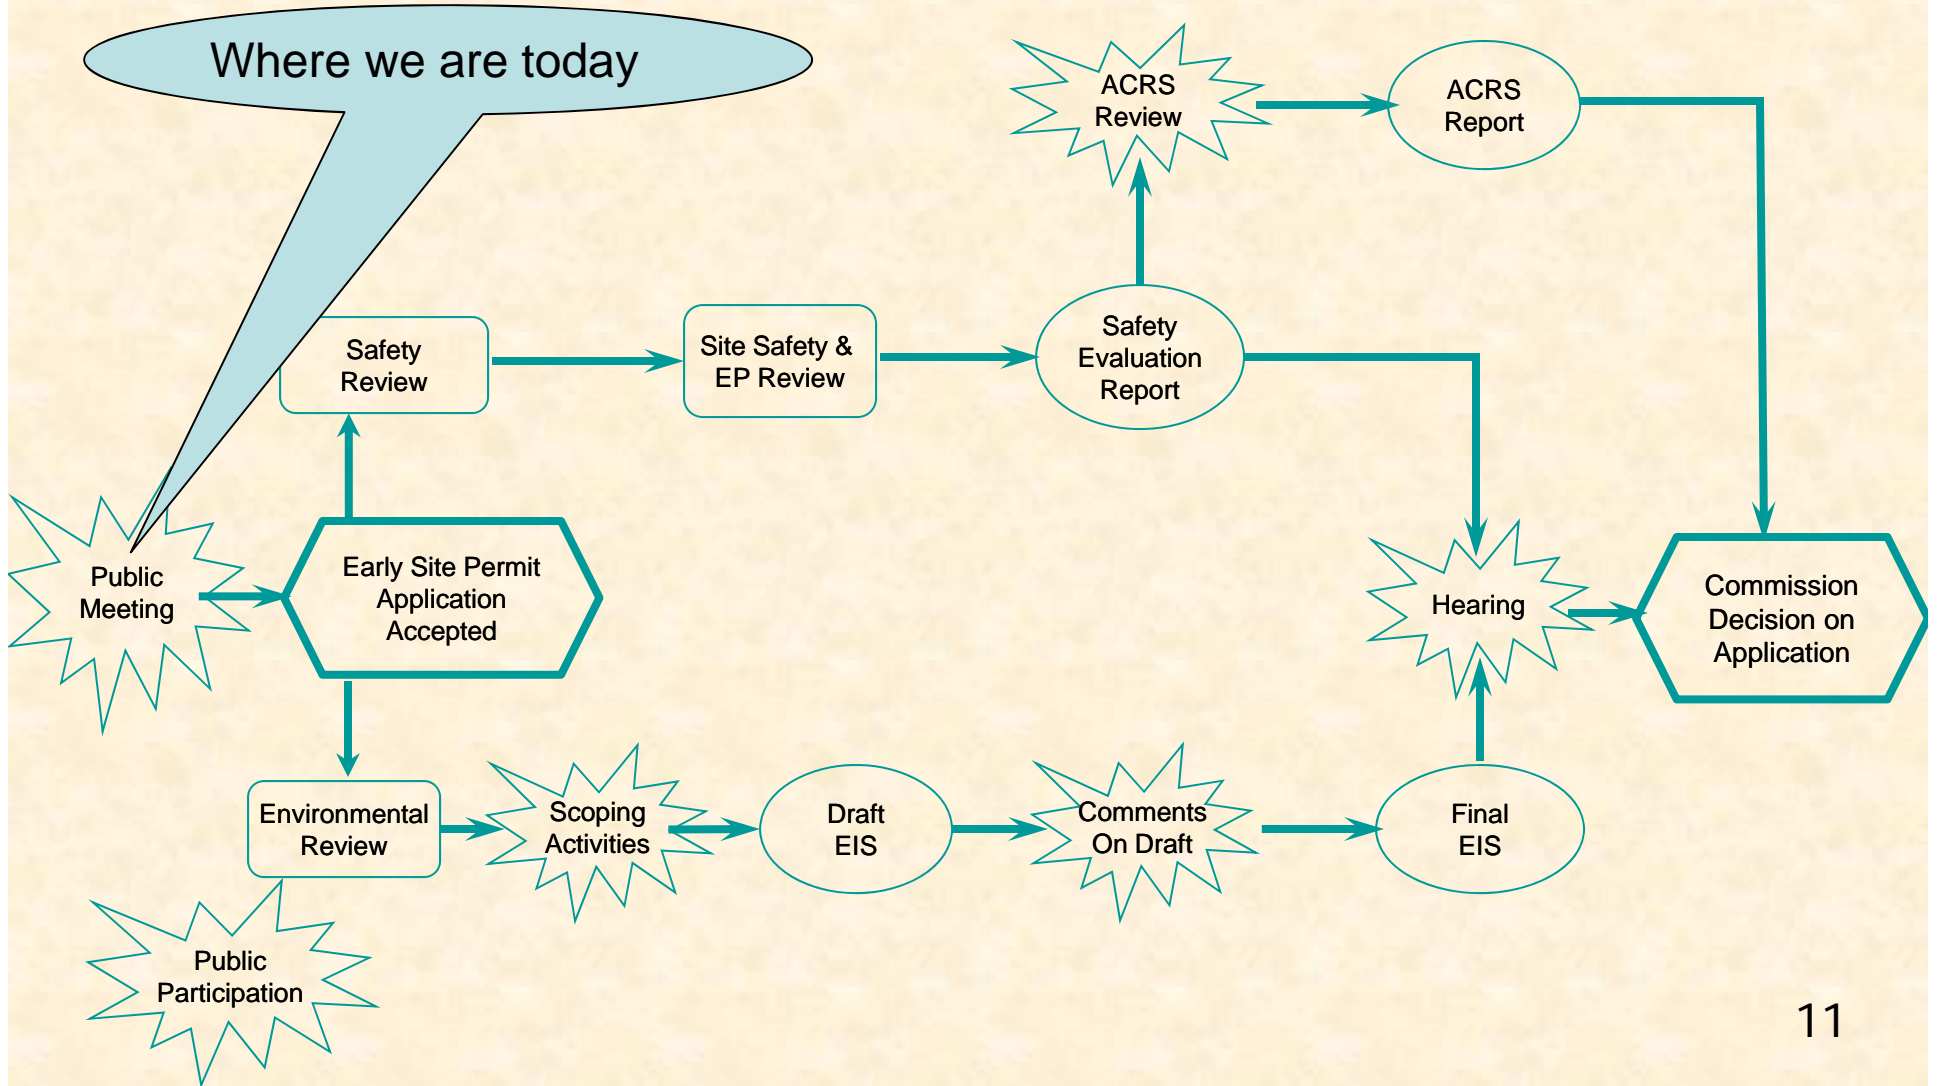 Where we are today
ACRS
Review
ACRS
Report
Safety
Review
Site Safety &
EP Review
Safety
Evaluation
Report
Public
Meeting
Early Site Permit
Application
Accepted
Hearing
Commission
Decision on
Application
Environmental
Review
Scoping
Activities
Draft
EIS
Comments
On Draft
Final
EIS
Public
Participation
11